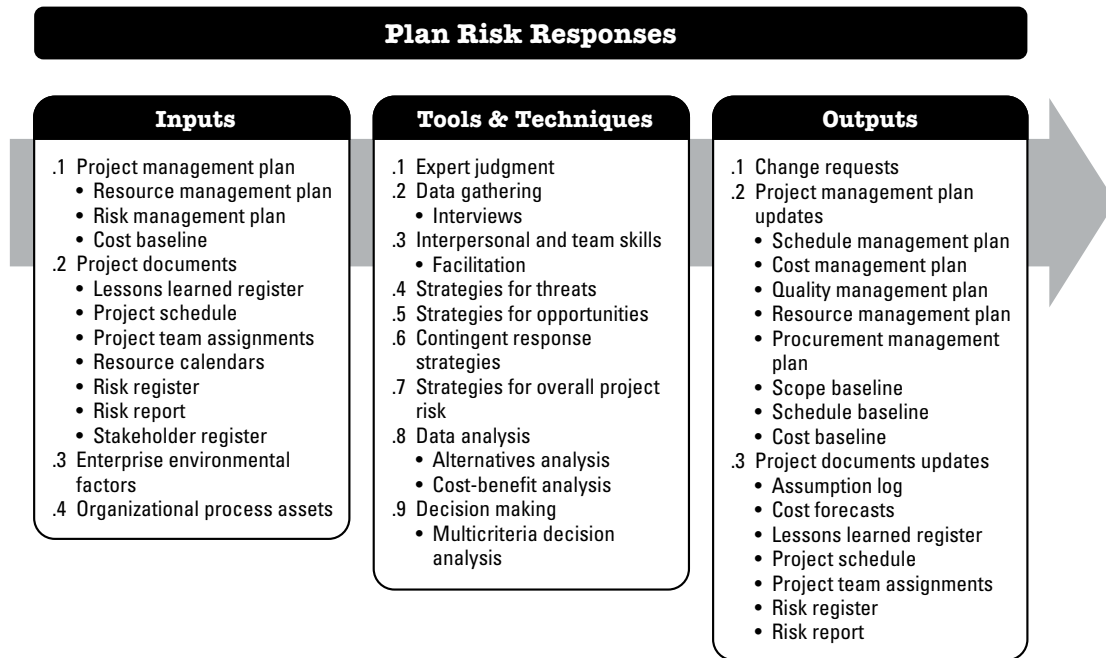 Plan Risk Responses
Inputs
.1 Project management plan
• Resource management plan
• Risk management plan
• Cost baseline
.2 Project documents
• Lessons learned register
• Project schedule
• Project team assignments
• Resource calendars
• Risk register
• Risk report
• Stakeholder register
.3 Enterprise environmental
factors
.4 Organizational process assets
Tools & Techniques
.1 Expert judgment
.2 Data gathering
• Interviews
.3 Interpersonal and team skills
• Facilitation
.4 Strategies for threats
.5 Strategies for opportunities
.6 Contingent response
strategies
.7 Strategies for overall project
risk
.8 Data analysis
• Alternatives analysis
• Cost-benefit analysis
.9 Decision making
• Multicriteria decision
analysis
Outputs
.1 Change requests
.2 Project management plan
updates
• Schedule management plan
• Cost management plan
• Quality management plan
• Resource management plan
• Procurement management
plan
• Scope baseline
• Schedule baseline
• Cost baseline
.3 Project documents updates
• Assumption log
• Cost forecasts
• Lessons learned register
• Project schedule
• Project team assignments
• Risk register
• Risk report